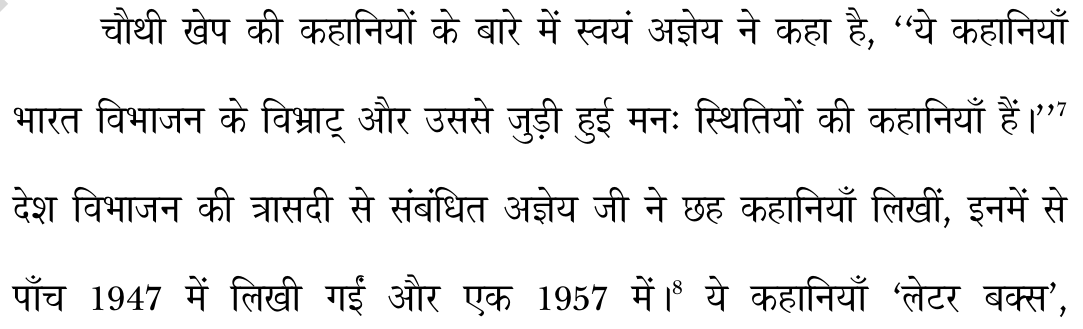 चौथी खेप की कहानियों के बारे में स्वयं अज्ञेय ने कहा है, ‘‘ये कहानियाँ
भारत विभाजन के विभ्राट् और उससे जुड़ी हुई मनः स्थितियों की कहानियाँ हैं।’’⁷
देश विभाजन की त्रासदी से संबंधित अज्ञेय जी ने छह कहानियाँ लिखीं, इनमें से
पाँच 1947 में लिखी गईं और एक 1957 में।⁸ ये कहानियाँ ‘लेटर बक्स’,